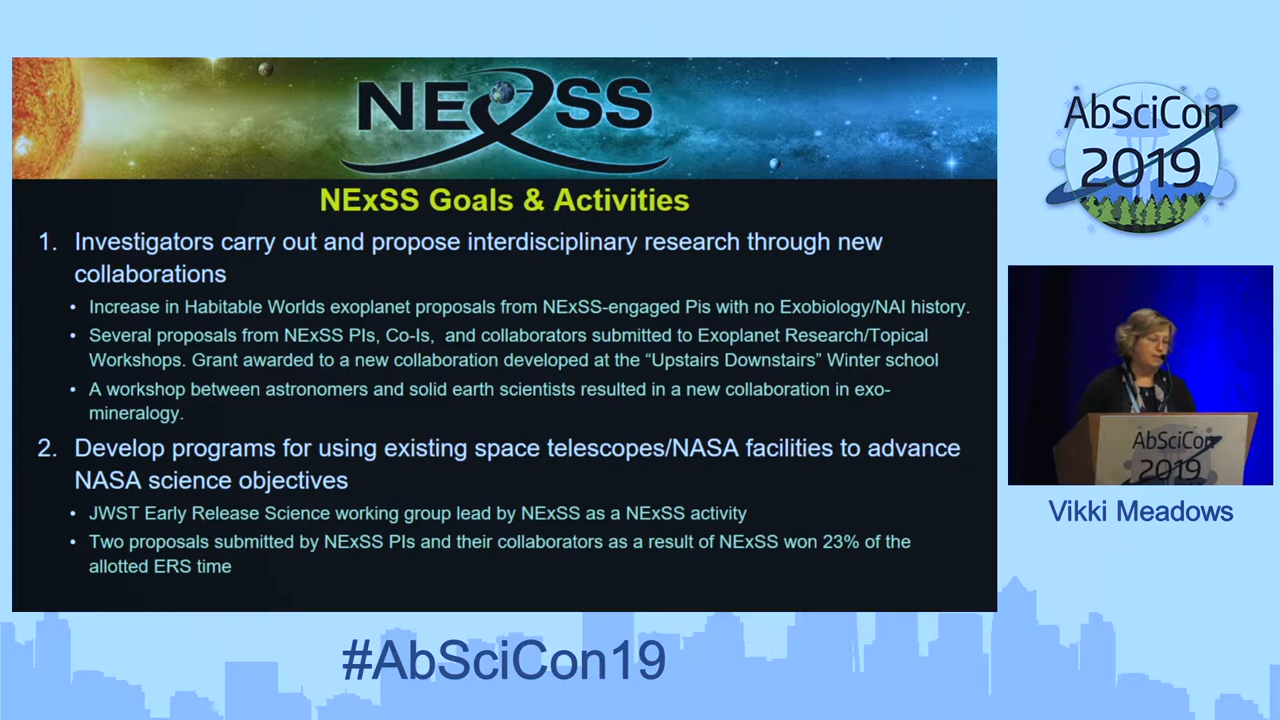 NExSS
NExSS Goals & Activities
1. Investigators carry out and propose interdisciplinary research through new
collaborations
• Increase in Habitable Worlds exoplanet proposals from NExSS-engaged Pis with no Exobiology/NAI history.
• Several proposals from NExSS PIs, Co-Is, and collaborators submitted to Exoplanet Research/Topical
Workshops. Grant awarded to a new collaboration developed at the “Upstairs Downstairs” Winter school
• A workshop between astronomers and solid earth scientists resulted in a new collaboration in exo-
mineralogy.
2. Develop programs for using existing space telescopes/NASA facilities to advance
NASA science objectives
• JWST Early Release Science working group lead by NExSS as a NExSS activity
• Two proposals submitted by NExSS PIs and their collaborators as a result of NExSS won 23% of the
allotted ERS time
AbSciCon
2019
AbSciCon
2019
Vikki Meadows
#AbSciCon19